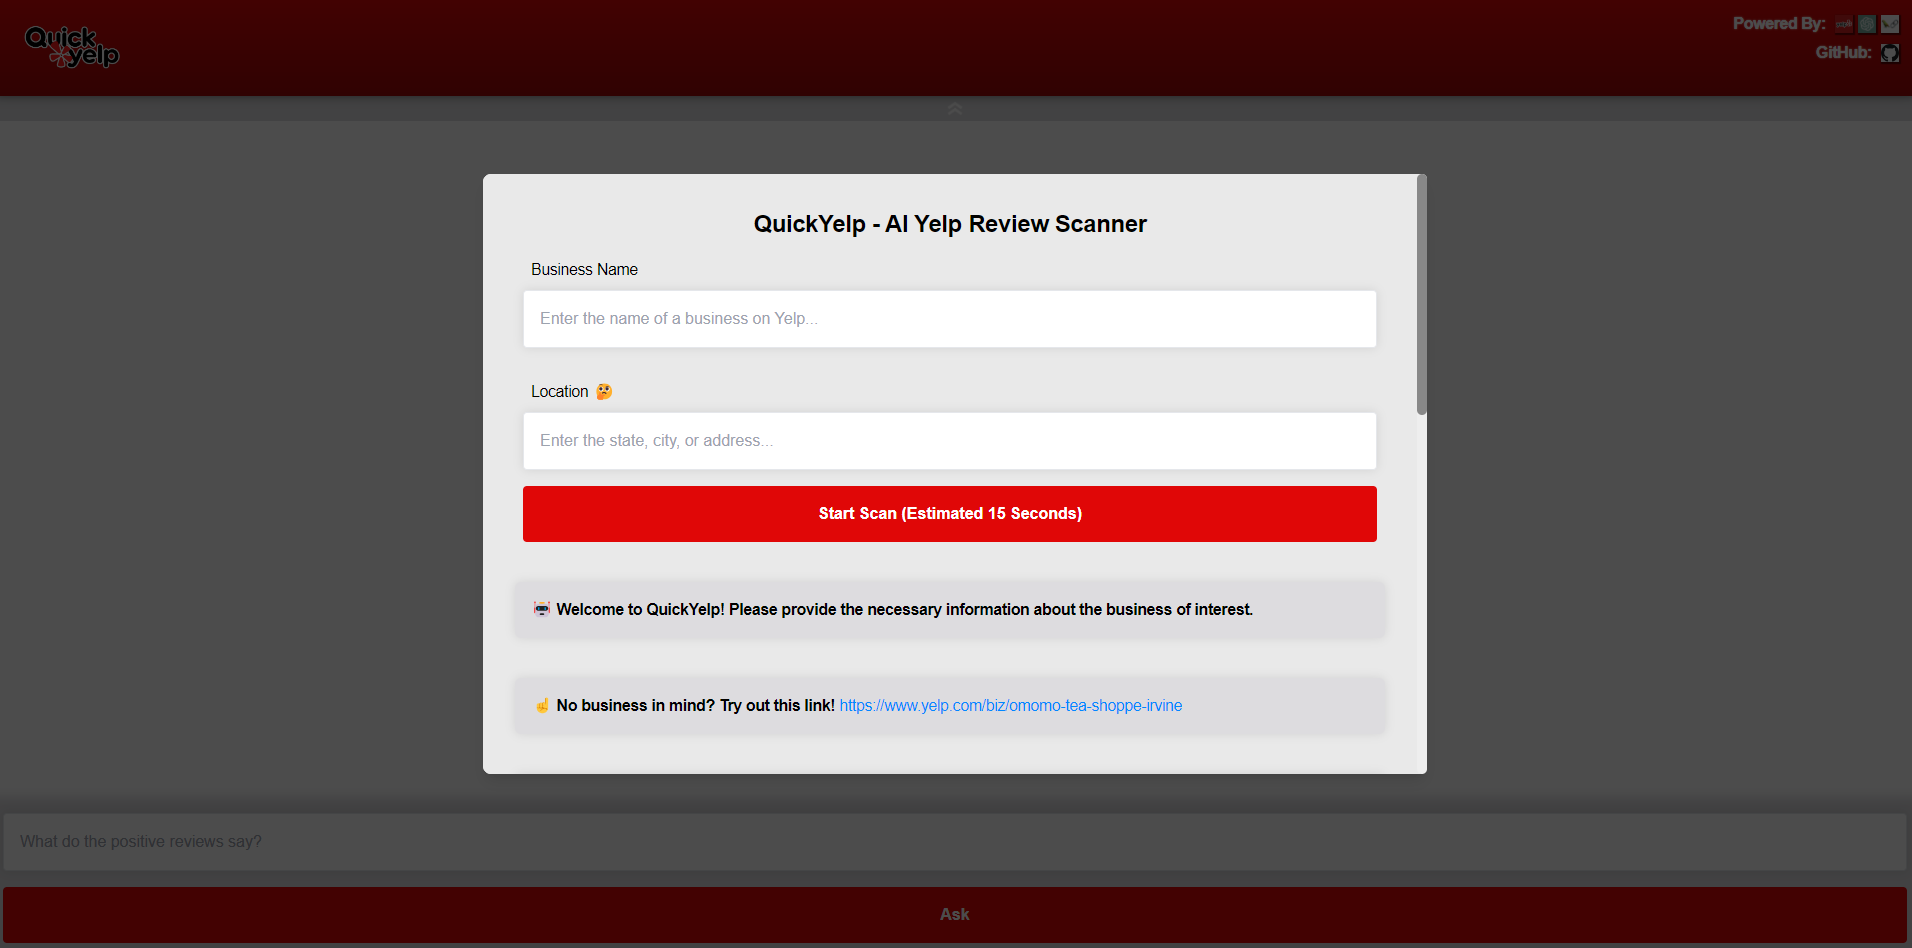 Quick
yelp
Powered By:
GitHub:
QuickYelp - AI Yelp Review Scanner
Business Name
Enter the name of a business on Yelp...
Location 🤔
Enter the state, city, or address...
Start Scan (Estimated 15 Seconds)
🤖 Welcome to QuickYelp! Please provide the necessary information about the business of interest.
☝ No business in mind? Try out this link! https://www.yelp.com/biz/omomo-tea-shoppe-irvine
What do the positive reviews say?
Ask